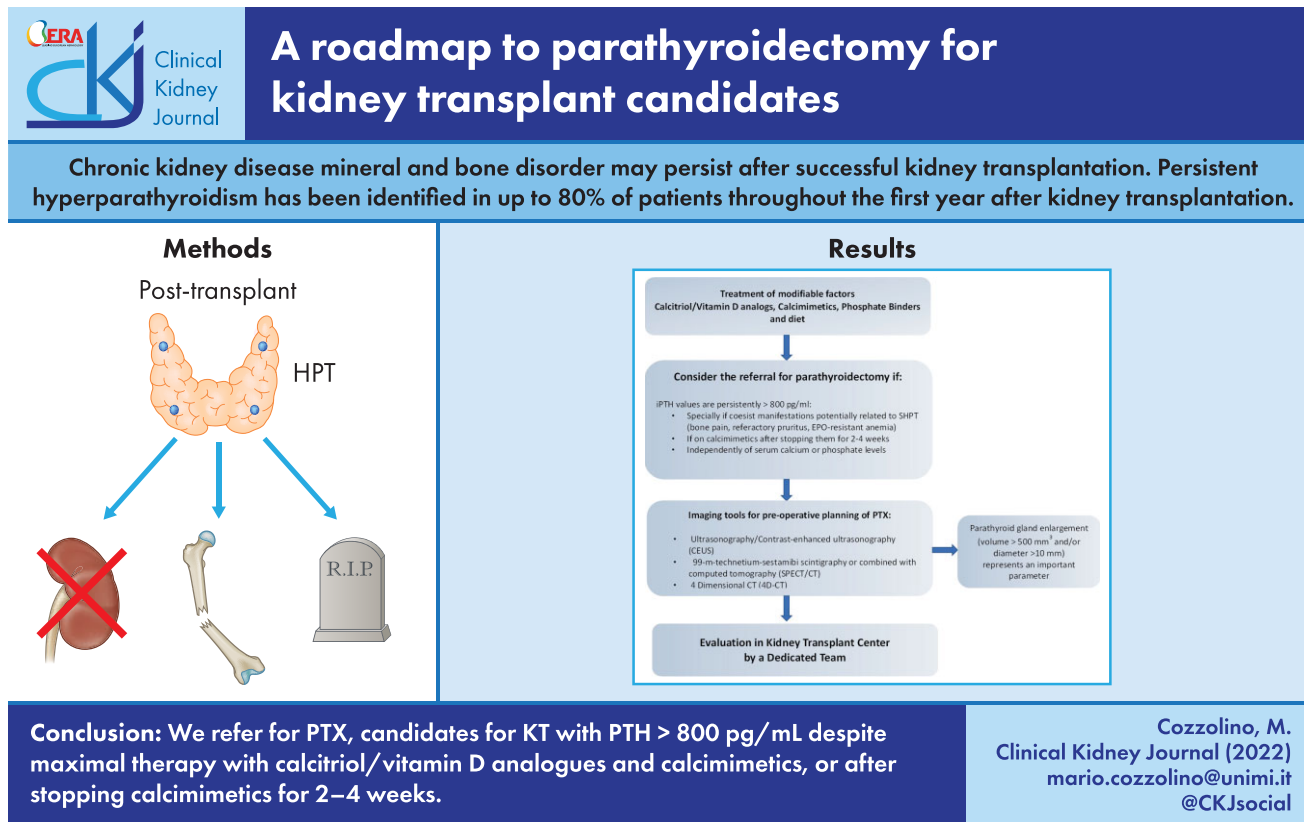 ERA
CKJ
Clinical
Kidney
Journal
A roadmap to parathyroidectomy for
kidney transplant candidates
Chronic kidney disease mineral and bone disorder may persist after successful kidney transplantation. Persistent
hyperparathyroidism has been identified in up to 80% of patients throughout the first year after kidney transplantation.
Methods
Post-transplant
HPT
R.I.P.
Results
Treatment of modifiable factors
Calcitriol/Vitamin D analogs, Calcimimetics, Phosphate Binders
and diet
Consider the referral for parathyroidectomy if:
iPTH values are persistently > 800 pg/ml:
• Specially if coesist manifestations potentially related to SHPT
(bone pain, referactory pruritus, EPO-resistant anemia)
• If on calcimimetics after stopping them for 2-4 weeks
• Independently of serum calcium or phosphate levels
Imaging tools for pre-operative planning of PTX:
• Ultrasonography/Contrast-enhanced ultrasonography
(CEUS)
• 99-m-technetium-sestamibi scintigraphy or combined with
computed tomography (SPECT/CT)
• 4 Dimensional CT (4D-CT)
Parathyroid gland enlargement
(volume > 500 mm³ and/or
diameter >10 mm)
represents an important
parameter
Evaluation in Kidney Transplant Center
by a Dedicated Team
Conclusion: We refer for PTX, candidates for KT with PTH > 800 pg/mL despite
maximal therapy with calcitriol/vitamin D analogues and calcimimetics, or after
stopping calcimimetics for 2–4 weeks.
Cozzolino, M.
Clinical Kidney Journal (2022)
mario.cozzolino@unimi.it
@CKJsocial